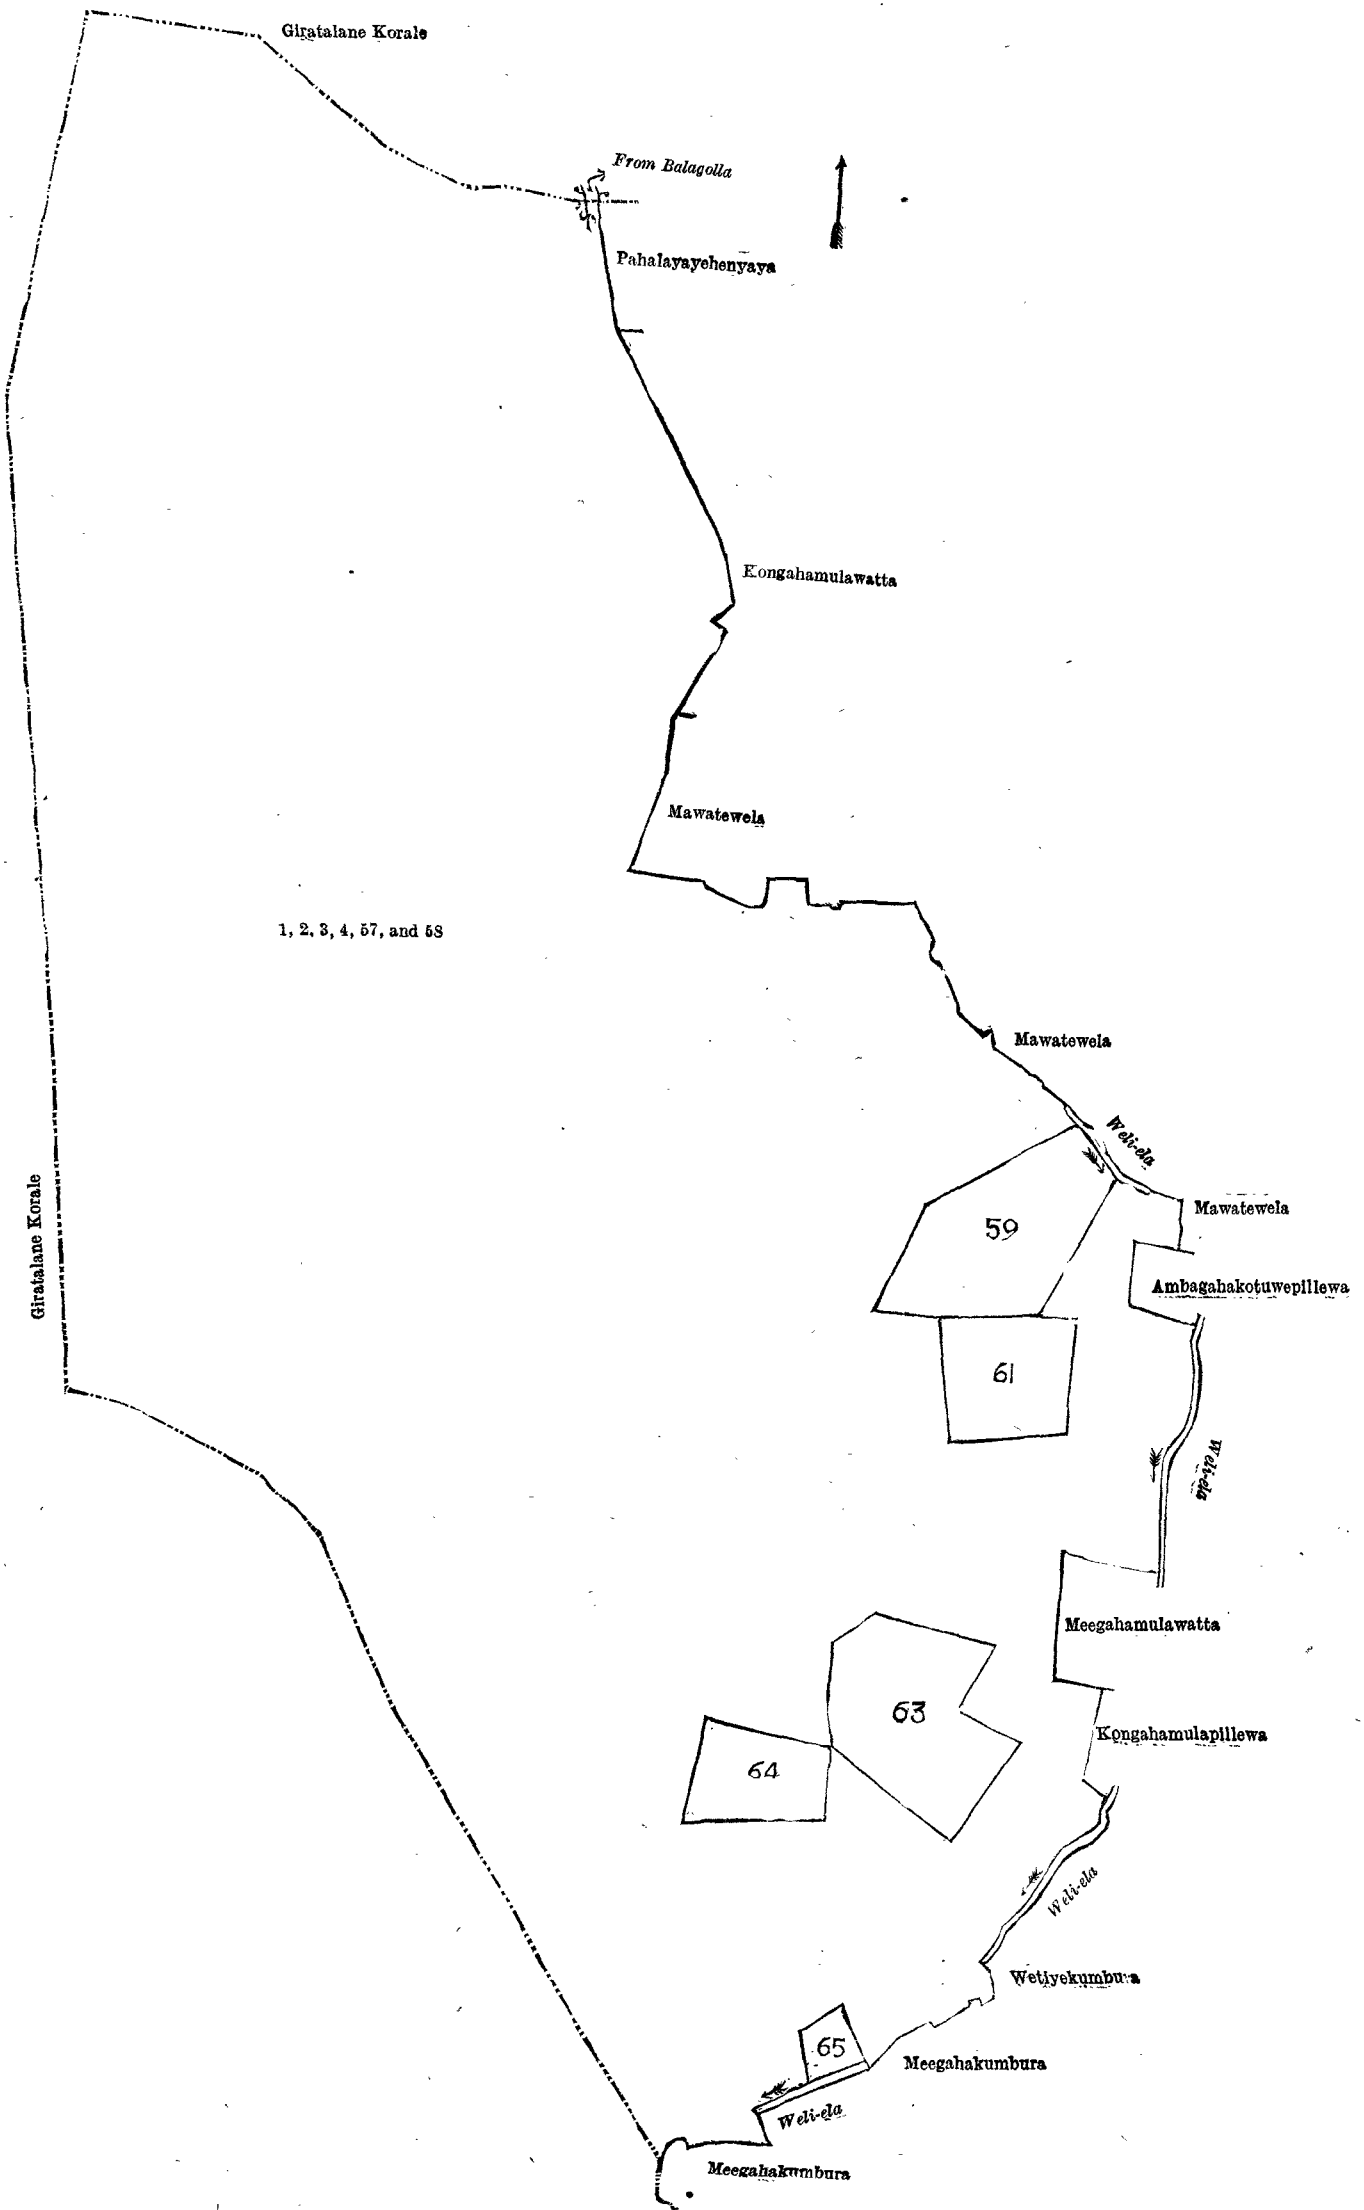 Giratalane Korale
From Balagolla
Pahalayayehenyaya
Kongahamulawatta
Mawatewela
1, 2, 3, 4, 57, and 58
Mawatewela
Weli-ela
Mawatewela
59
Ambagahakotuwepillewa
Giratalane Korale
61
Weli-ela
Meegahamulawatta
63
Kongahamulapillewa
64
Weli-ela
Wetiyekumbura
65
Meegahakumbura
Weli-ela
Meegahakumbura